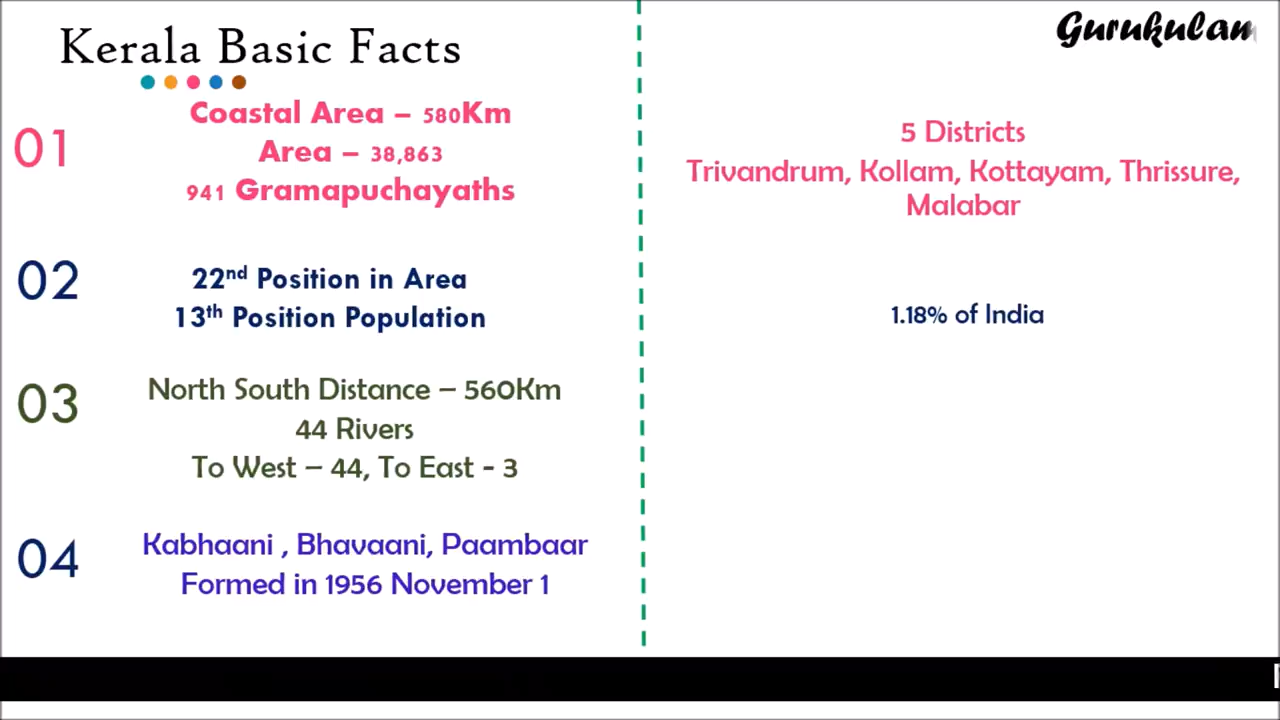 Kerala Basic Facts
Gurukulam
01
Coastal Area – 580Km
Area – 38,863
941 Gramapuchayaths
5 Districts
Trivandrum, Kollam, Kottayam, Thrissure,
Malabar
02
22nd Position in Area
13th Position Population
1.18% of India
03
North South Distance – 560Km
44 Rivers
To West – 44, To East - 3
04
Kabhaani , Bhavaani, Paambaar
Formed in 1956 November 1